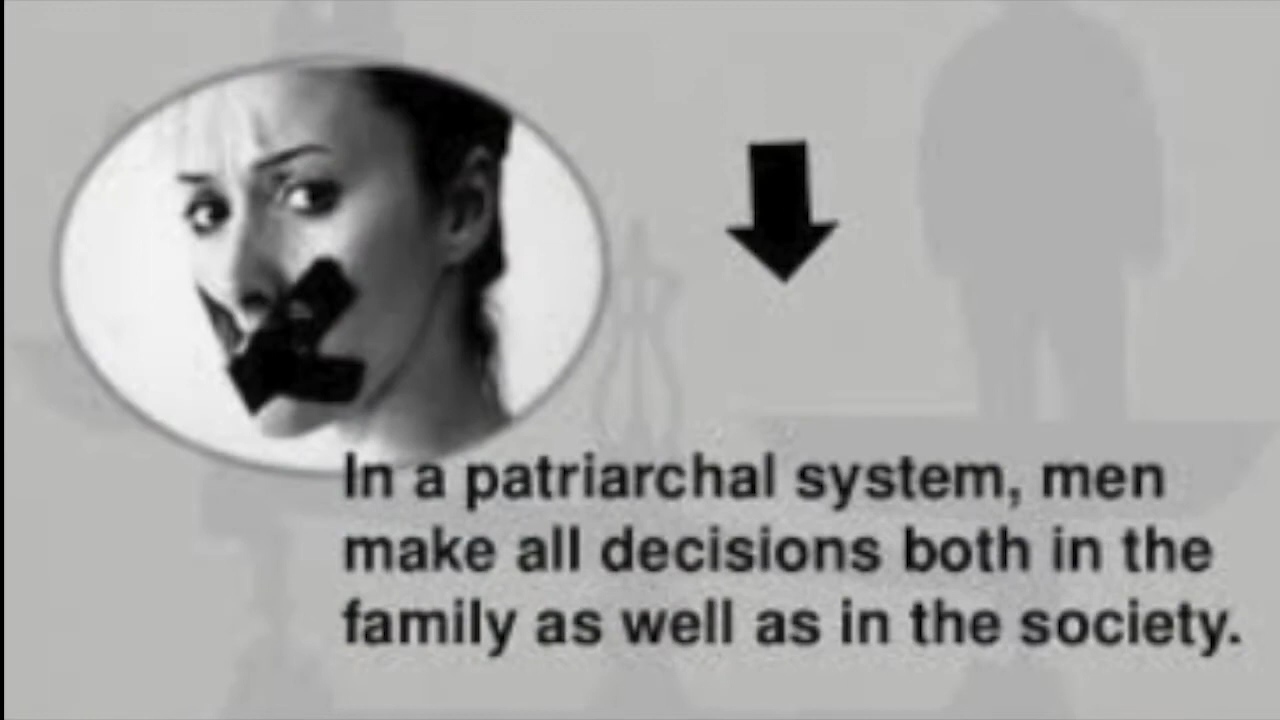 In a patriarchal system, men
make all decisions both in the
family as well as in the society.